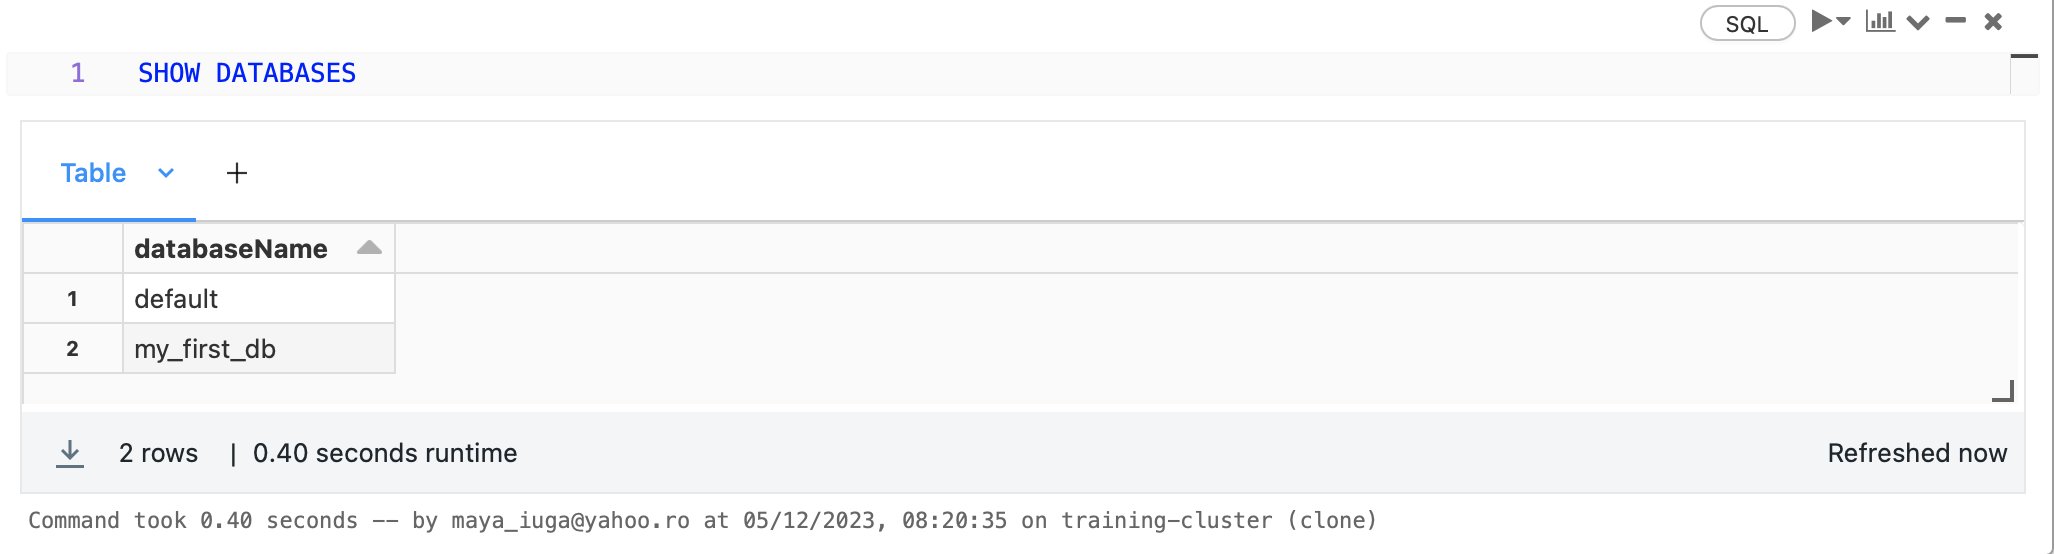 SQL
1 SHOW DATABASES
Table
databaseName
1 default
2 my_first_db
2 rows | 0.40 seconds runtime Refreshed now
Command took 0.40 seconds -- by maya_iuga@yahoo.ro at 05/12/2023, 08:20:35 on training-cluster (clone)